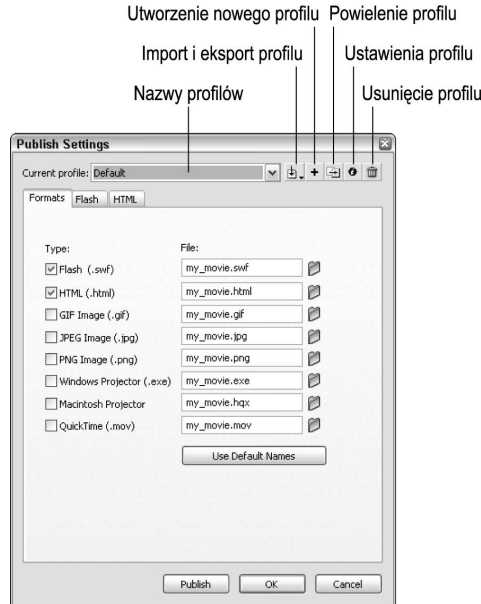 Utworzenie nowego profilu Powielenie profilu
Import i eksport profilu Ustawienia profilu
Nazwy profilów Usunięcie profilu
Publish Settings
Current profile: Default
Formats Flash HTML
Type: File:
Flash (.swf) my_movie.swf
HTML (.html) my_movie.html
GIF Image (.gif) my_movie.gif
JPEG Image (.jpg) my_movie.jpg
PNG Image (.png) my_movie.png
Windows Projector (.exe) my_movie.exe
Macintosh Projector my_movie.hqx
QuickTime (.mov) my_movie.mov
Use Default Names
Publish OK Cancel